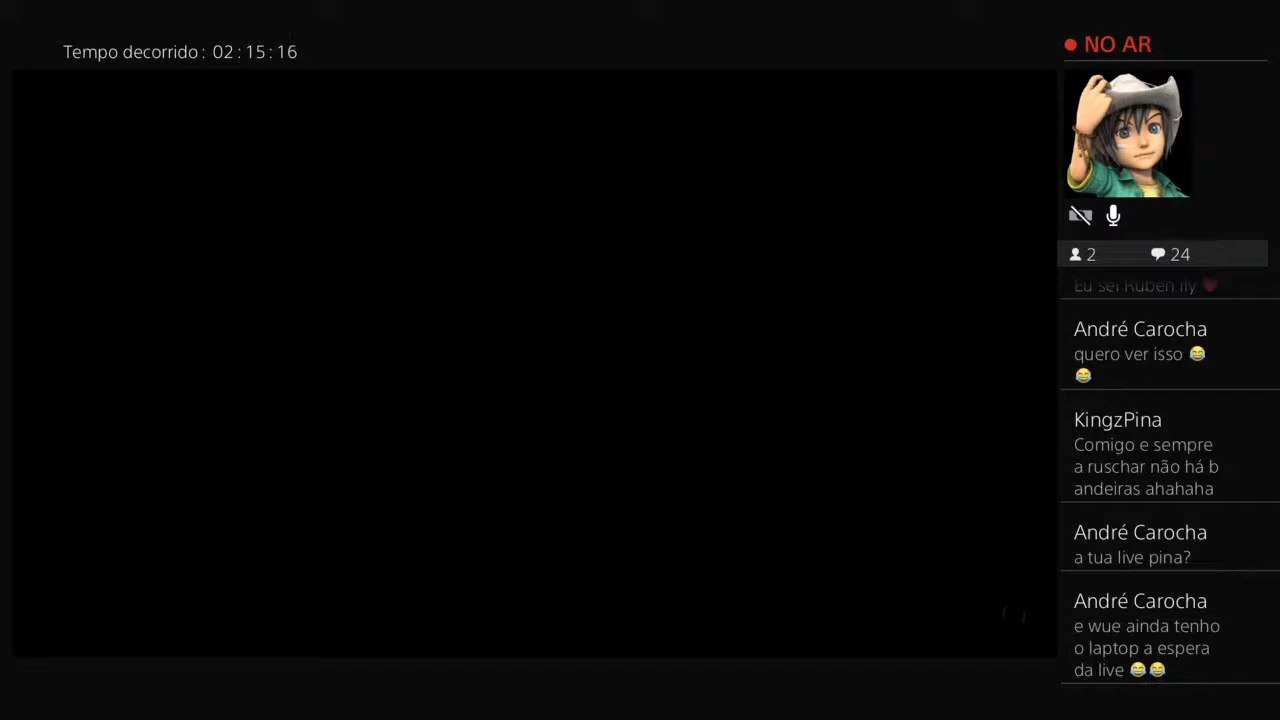 Tempo decorrido: 02:15:16
NO AR
2 24
Eu sei Ruben ily
André Carocha
quero ver isso 😂
😂
KingzPina
Comigo e sempre
a ruschar não há b
andeiras ahahaha
André Carocha
a tua live pina?
André Carocha
e wue ainda tenho
o laptop a espera
da live 😂😂